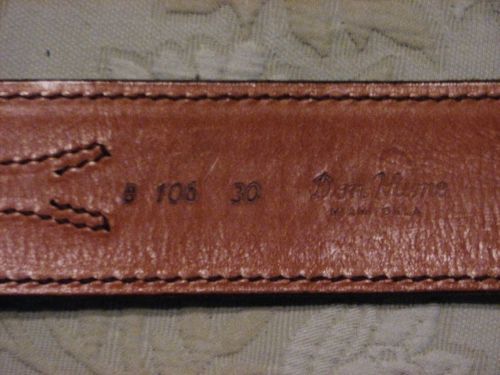 B 106 30
Don Hume
MIAMI, OKLA.